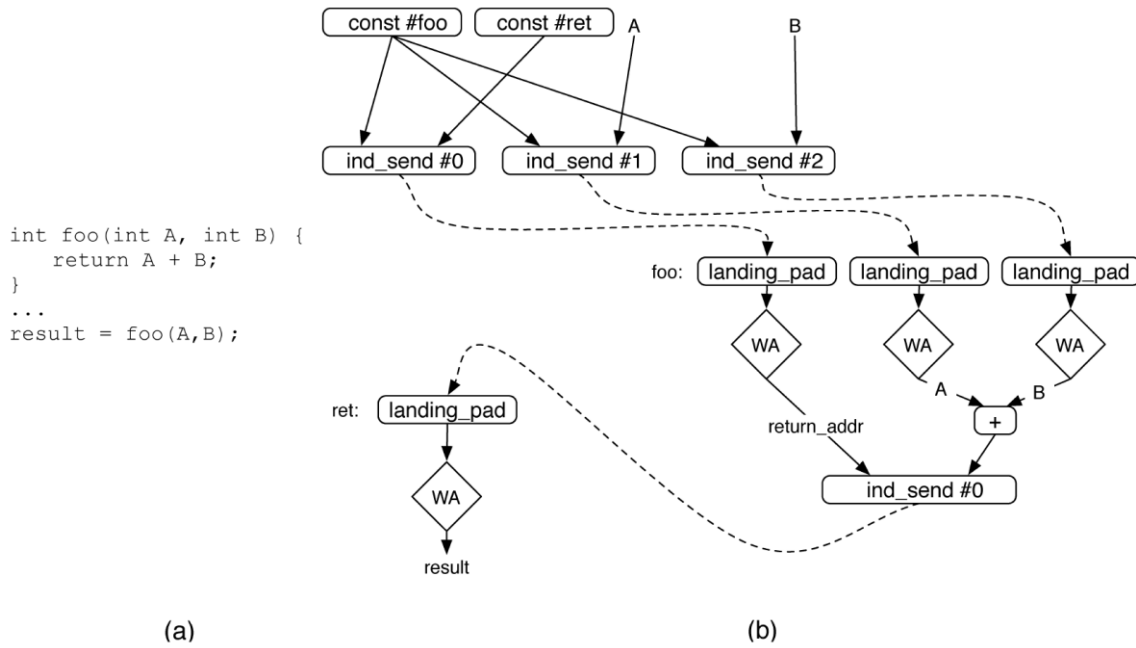 const #foo
const #ret
A
B
ind_send #0
ind_send #1
ind_send #2
int foo(int A, int B) {
return A + B;
}
...
result = foo(A,B);
foo:
landing_pad
landing_pad
landing_pad
WA
WA
WA
A
B
+
return_addr
ind_send #0
ret:
landing_pad
WA
result
(a)
(b)